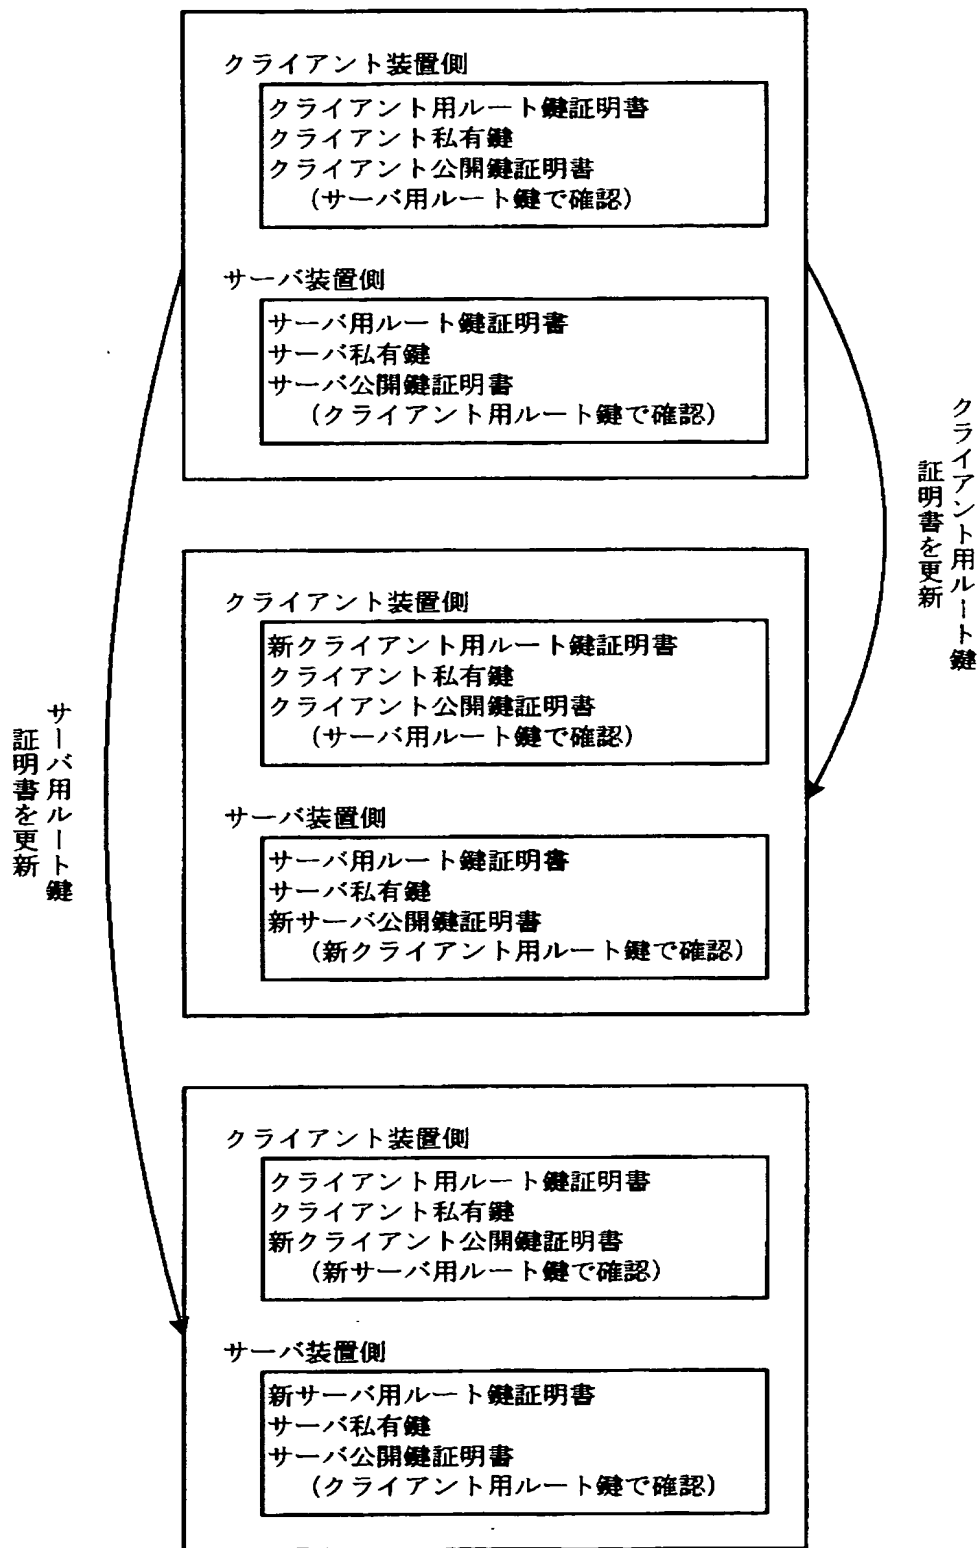 クライアント装置側
クライアント用ルート鍵証明書
クライアント私有鍵
クライアント公開鍵証明書
(サーバ用ルート鍵で確認)
サーバ装置側
サーバ用ルート鍵証明書
サーバ私有鍵
サーバ公開鍵証明書
(クライアント用ルート鍵で確認)
クライアント用ルート鍵
証明書を更新
クライアント装置側
新クライアント用ルート鍵証明書
クライアント私有鍵
クライアント公開鍵証明書
(サーバ用ルート鍵で確認)
サーバ装置側
サーバ用ルート鍵証明書
サーバ私有鍵
新サーバ公開鍵証明書
(新クライアント用ルート鍵で確認)
サーバ用ルート鍵
証明書を更新
クライアント装置側
クライアント用ルート鍵証明書
クライアント私有鍵
新クライアント公開鍵証明書
(新サーバ用ルート鍵で確認)
サーバ装置側
新サーバ用ルート鍵証明書
サーバ私有鍵
サーバ公開鍵証明書
(クライアント用ルート鍵で確認)